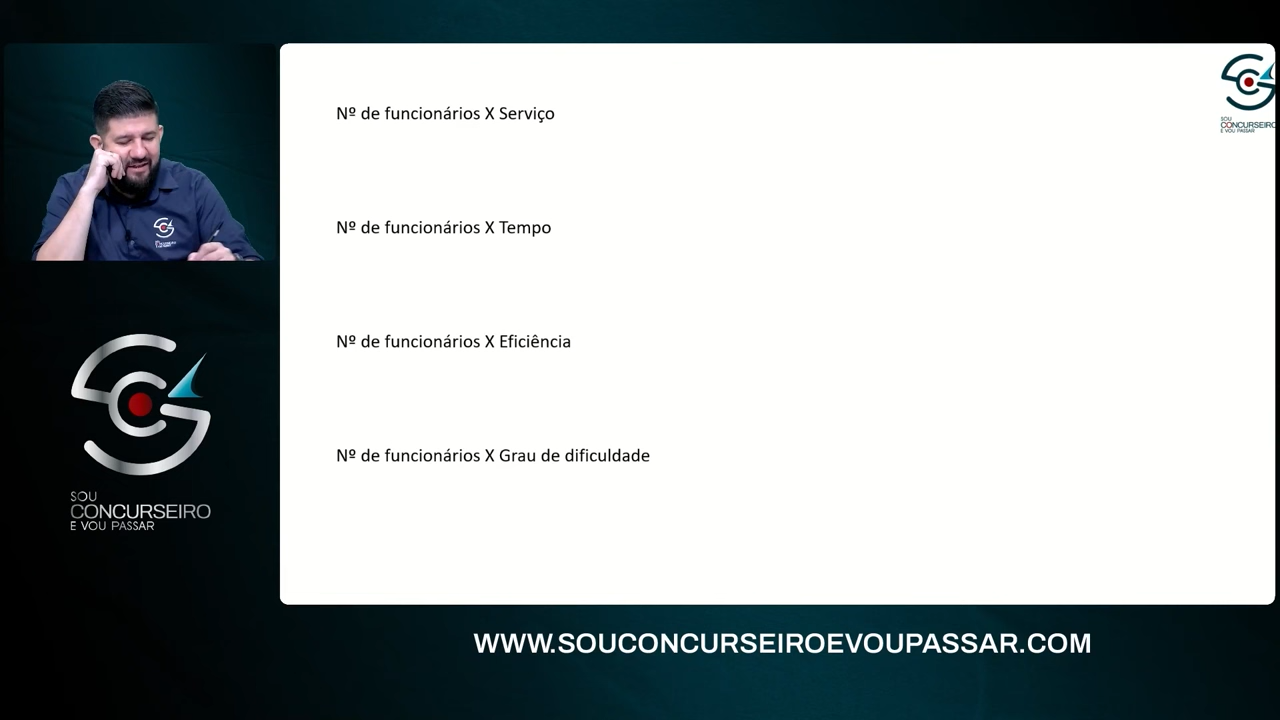 Nº de funcionários X Serviço
Nº de funcionários X Tempo
Nº de funcionários X Eficiência
Nº de funcionários X Grau de dificuldade
SOU
CONCURSEIRO
E VOU PASSAR
SOU
CONCURSEIRO
E VOU PASSAR
WWW.SOUCONCURSEIROEVOUPASSAR.COM